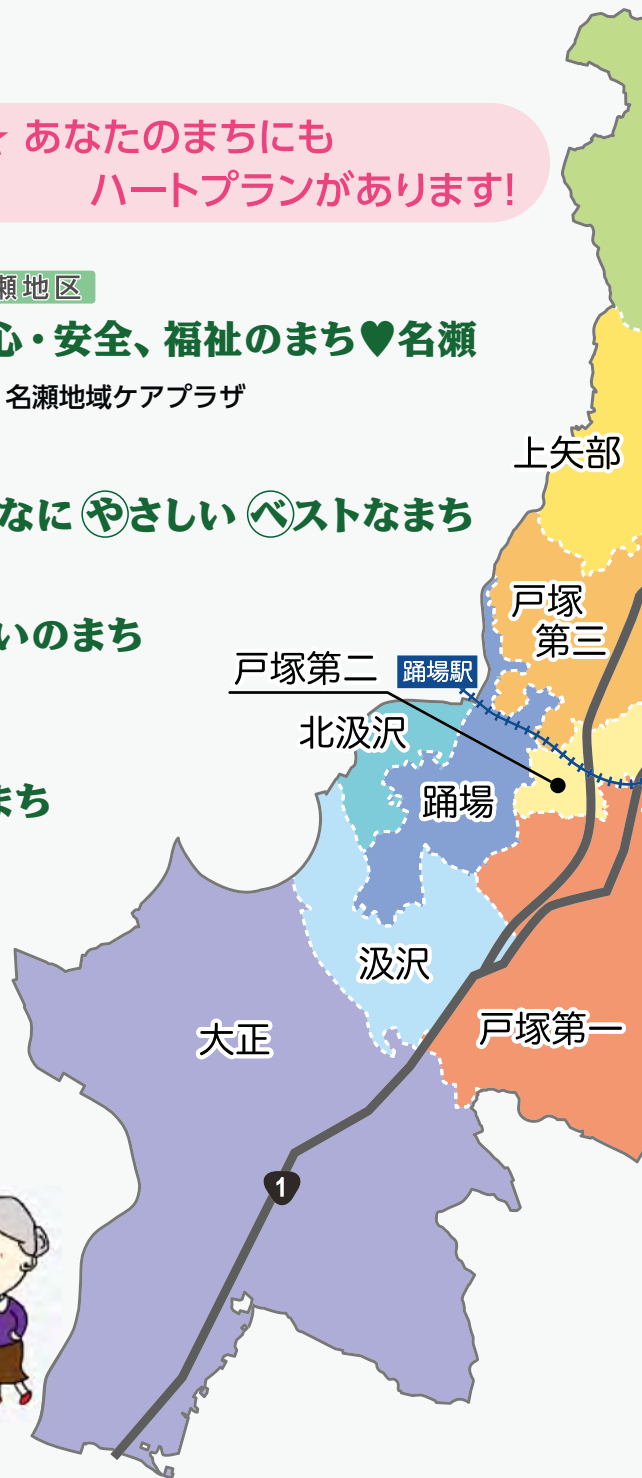 ★ あなたのまちにも
ハートプランがあります!
瀬地区
心・安全、福祉のまち♥名瀬
名瀬地域ケアプラザ
上矢部
なに やさしい ベストなまち
戸塚
第三
いのまち
戸塚第二
踊場駅
北汲沢
踊場
まち
汲沢
戸塚第一
大正
1